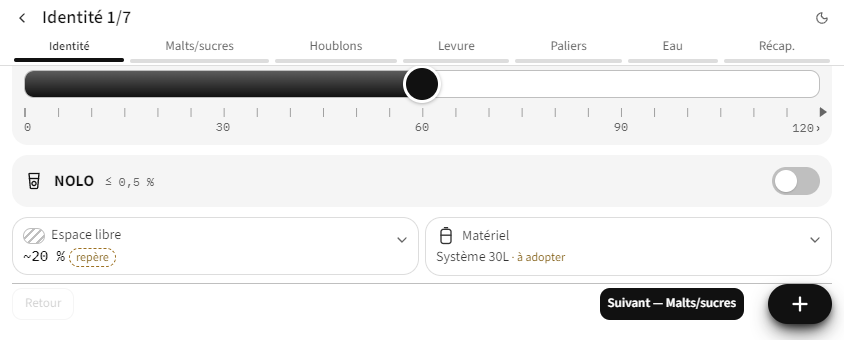 Identité 1/7
Identité
Malts/sucres
Houblons
Levure
Paliers
Eau
Récap.
0
30
60
90
120›
NOLO ≤ 0,5 %
Espace libre
~20 % repère
Matériel
Système 30L · à adopter
Retour
Suivant — Malts/sucres